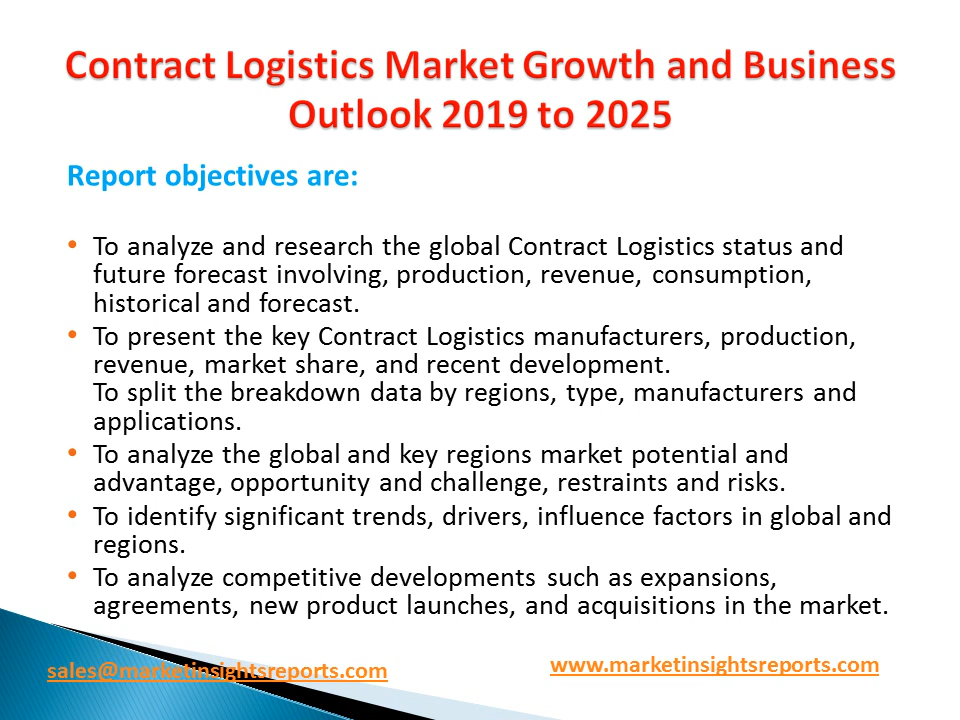 Contract Logistics Market Growth and Business
Outlook 2019 to 2025
Report objectives are:
• To analyze and research the global Contract Logistics status and
future forecast involving, production, revenue, consumption,
historical and forecast.
• To present the key Contract Logistics manufacturers, production,
revenue, market share, and recent development.
To split the breakdown data by regions, type, manufacturers and
applications.
• To analyze the global and key regions market potential and
advantage, opportunity and challenge, restraints and risks.
• To identify significant trends, drivers, influence factors in global and
regions.
• To analyze competitive developments such as expansions,
agreements, new product launches, and acquisitions in the market.
sales@marketinsightsreports.com
www.marketinsightsreports.com